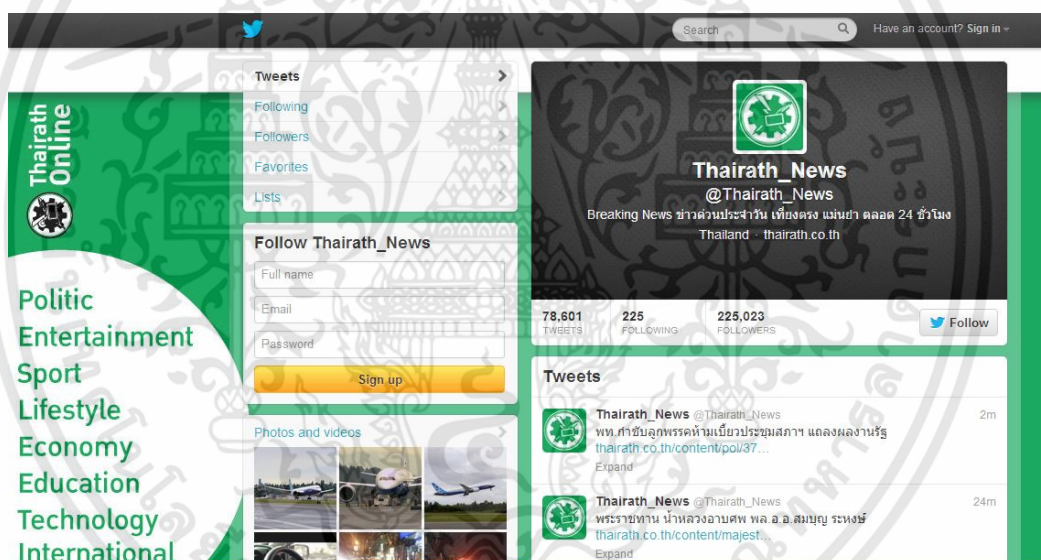 Search
Have an account? Sign in
Thairath
Online
Politic
Entertainment
Sport
Lifestyle
Economy
Education
Technology
International
Tweets
Following
Followers
Favorites
Lists
Follow Thairath_News
Full name
Email
Password
Sign up
Photos and videos
Thairath_News
@Thairath_News
Breaking News ข่าวด่วนประจำวัน เที่ยงตรง แม่นยำ ตลอด 24 ชั่วโมง
Thailand · thairath.co.th
78,601 225 225,023
TWEETS FOLLOWING FOLLOWERS
Follow
Tweets
Thairath_News @Thairath_News 2m
พท.กำชับลูกพรรคห้ามเบี้ยวประชุมสภาฯ แถลงผลงานรัฐ
thairath.co.th/content/pol/37...
Expand
Thairath_News @Thairath_News 24m
พระราชทาน น้ำหลวงอาบศพ พล.อ.อ.สมบุญ ระหงษ์
thairath.co.th/content/majest...
Expand